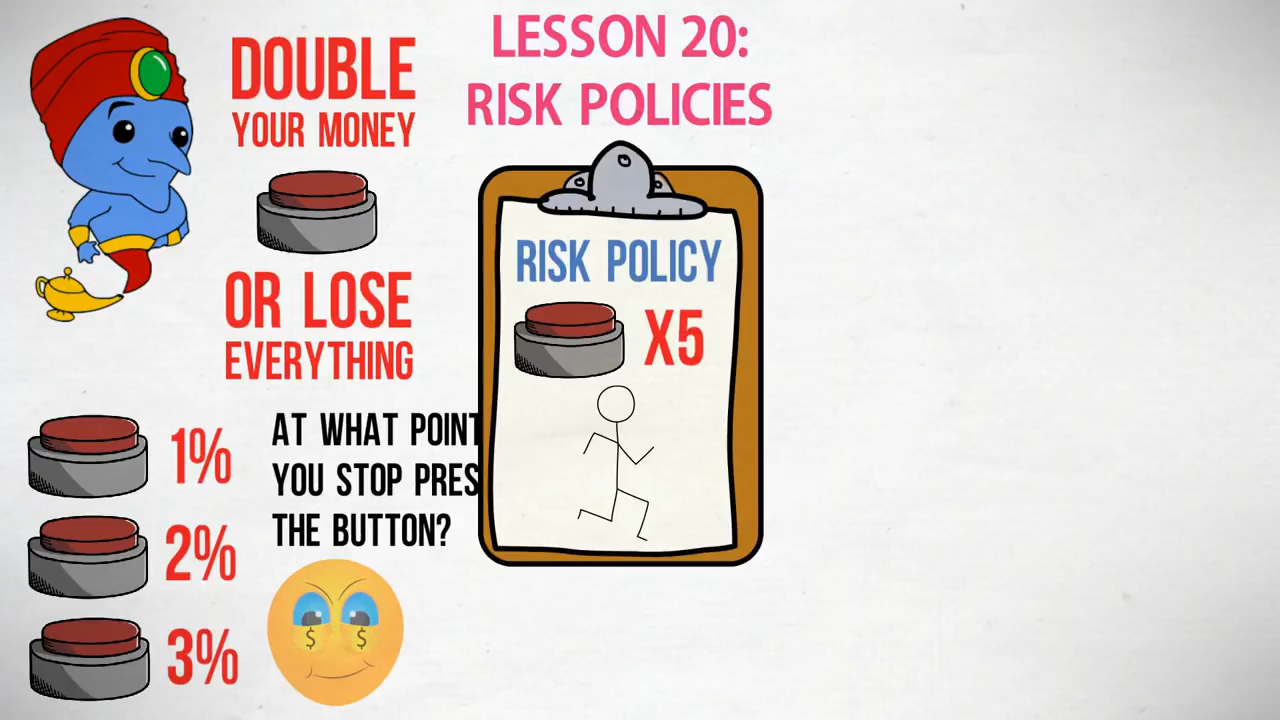 LESSON 20:
RISK POLICIES
DOUBLE
YOUR MONEY
OR LOSE
EVERYTHING
1%
2%
3%
AT WHAT POINT
YOU STOP PRES
THE BUTTON?
$ $
RISK POLICY
X5